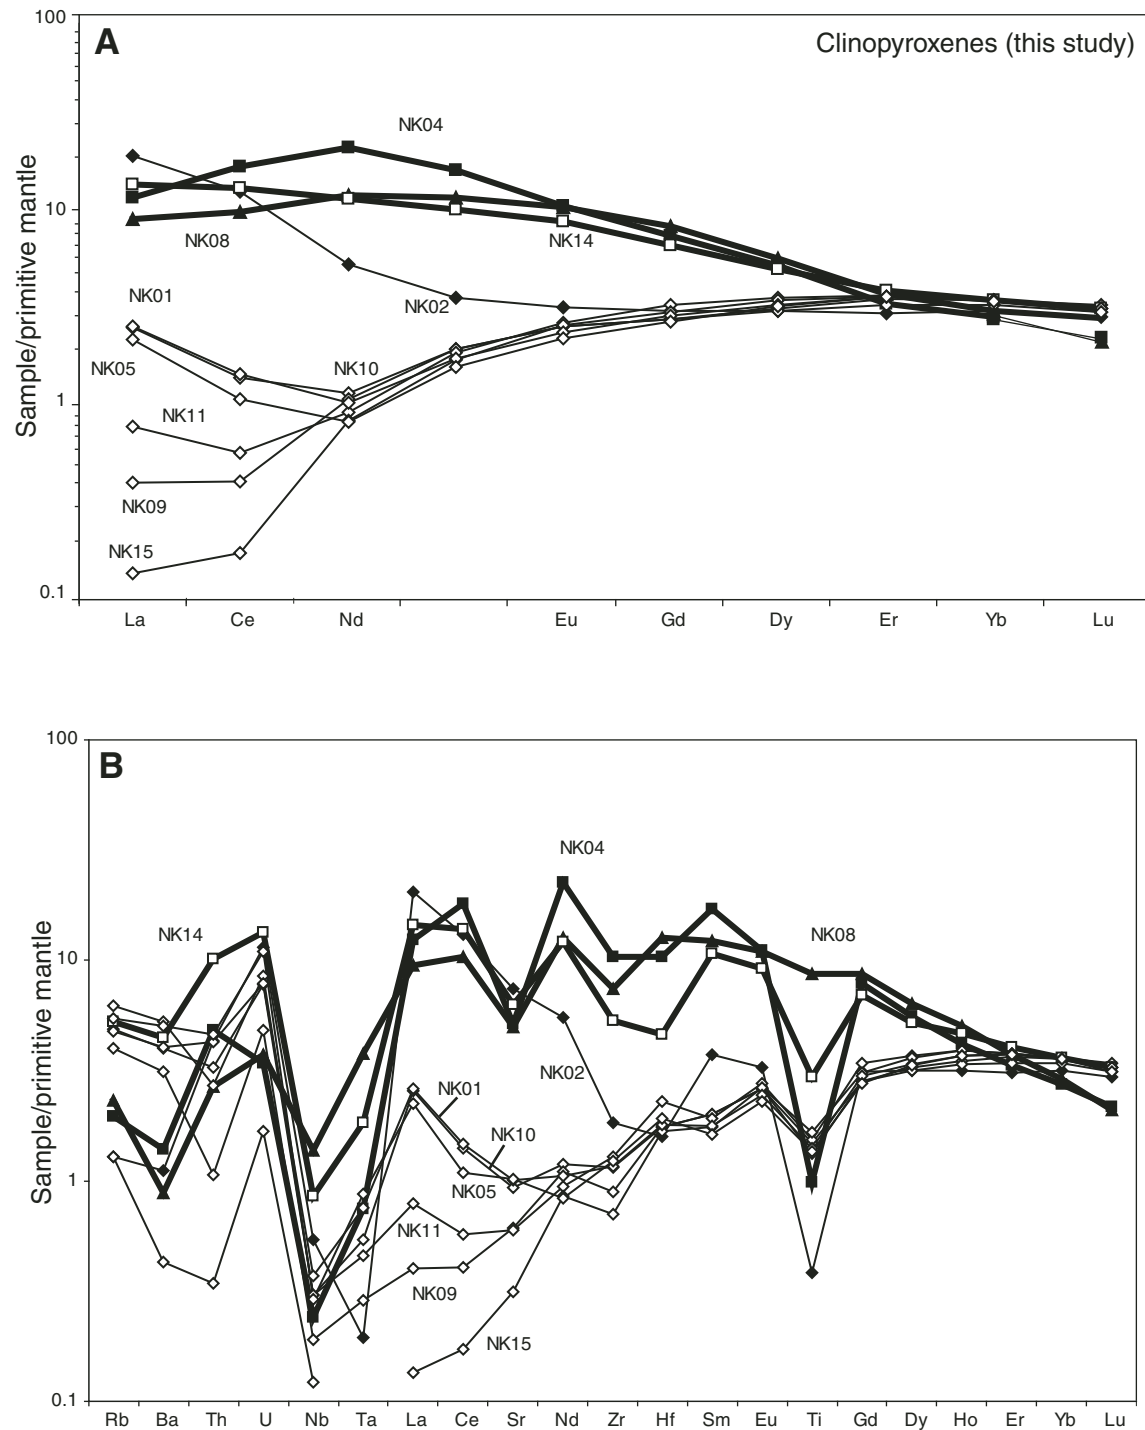 100
A
Clinopyroxenes (this study)
NK04
10
NK08
NK14
NK01
NK02
NK05
NK10
1
NK11
NK09
NK15
0.1
Sample/primitive mantle
La Ce Nd Eu Gd Dy Er Yb Lu
100
B
NK04
NK14
NK08
10
NK02
NK01
NK10
1
NK05
NK11
NK09
NK15
0.1
Sample/primitive mantle
Rb Ba Th U Nb Ta La Ce Sr Nd Zr Hf Sm Eu Ti Gd Dy Ho Er Yb Lu